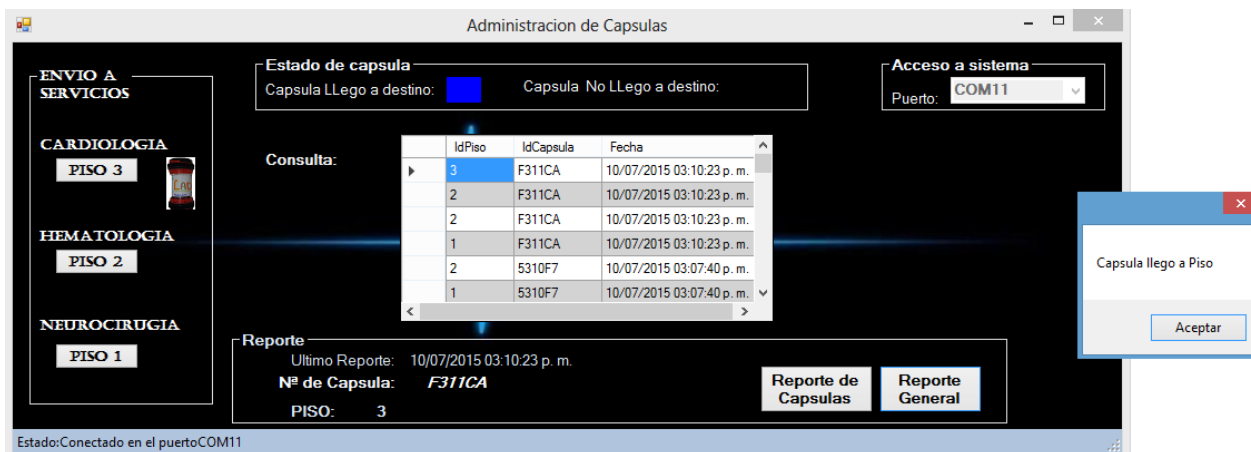 Administracion de Capsulas
ENVIO A
SERVICIOS
CARDIOLOGIA
PISO 3
HEMATOLOGIA
PISO 2
NEUROCIRUGIA
PISO 1
Estado de capsula
Capsula LLego a destino:
Capsula No LLego a destino:
Acceso a sistema
Puerto: COM11
Consulta:
IdPiso IdCapsula Fecha
3 F311CA 10/07/2015 03:10:23 p. m.
2 F311CA 10/07/2015 03:10:23 p. m.
2 F311CA 10/07/2015 03:10:23 p. m.
1 F311CA 10/07/2015 03:10:23 p. m.
2 5310F7 10/07/2015 03:07:40 p. m.
1 5310F7 10/07/2015 03:07:40 p. m.
Reporte
Ultimo Reporte: 10/07/2015 03:10:23 p. m.
Nª de Capsula: F311CA
PISO: 3
Reporte de
Capsulas
Reporte
General
Estado:Conectado en el puertoCOM11
Capsula llego a Piso
Aceptar